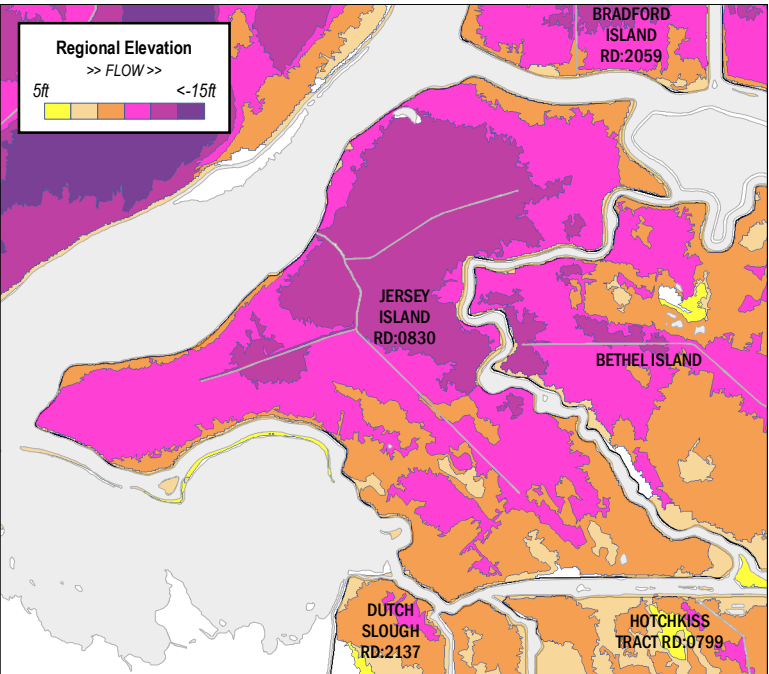 Regional Elevation
>> FLOW >>
5ft <-15ft
BRADFORD
ISLAND
RD:2059
JERSEY
ISLAND
RD:0830
BETHEL ISLAND
DUTCH
SLOUGH
RD:2137
HOTCHKISS
TRACT RD:0799